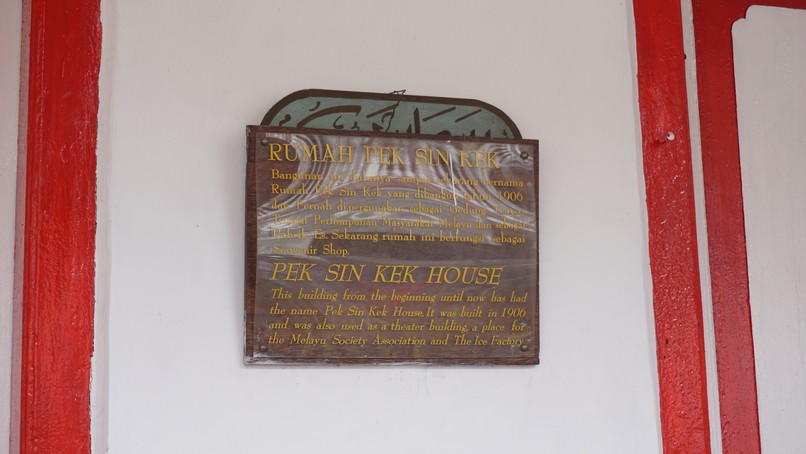 RUMAH PEK SIN KEK
Bangunan ini dulunya sampai sekarang bernama
Rumah Pek Sin Kek yang dibangun tahun 1906
dan Pernah dipergunakan sebagai Gedung
Tempat Perhimpunan Masyarakat Melayu dan sebagai
Pabrik Es. Sekarang rumah ini berfungsi sebagai
Souvenir Shop.
PEK SIN KEK HOUSE
This building from the beginning until now has had
the name Pek Sin Kek House. It was built in 1906
and was also used as a theater building, a place for
the Melayu Society Association and The Ice Factory